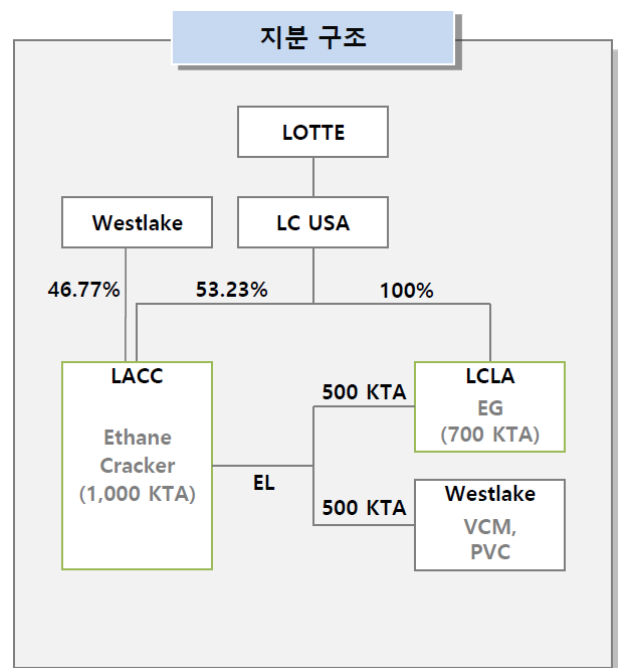 지분 구조
LOTTE
Westlake
LC USA
46.77%
53.23%
100%
LACC
Ethane
Cracker
(1,000 KTA)
EL
500 KTA
500 KTA
LCLA
EG
(700 KTA)
Westlake
VCM,
PVC